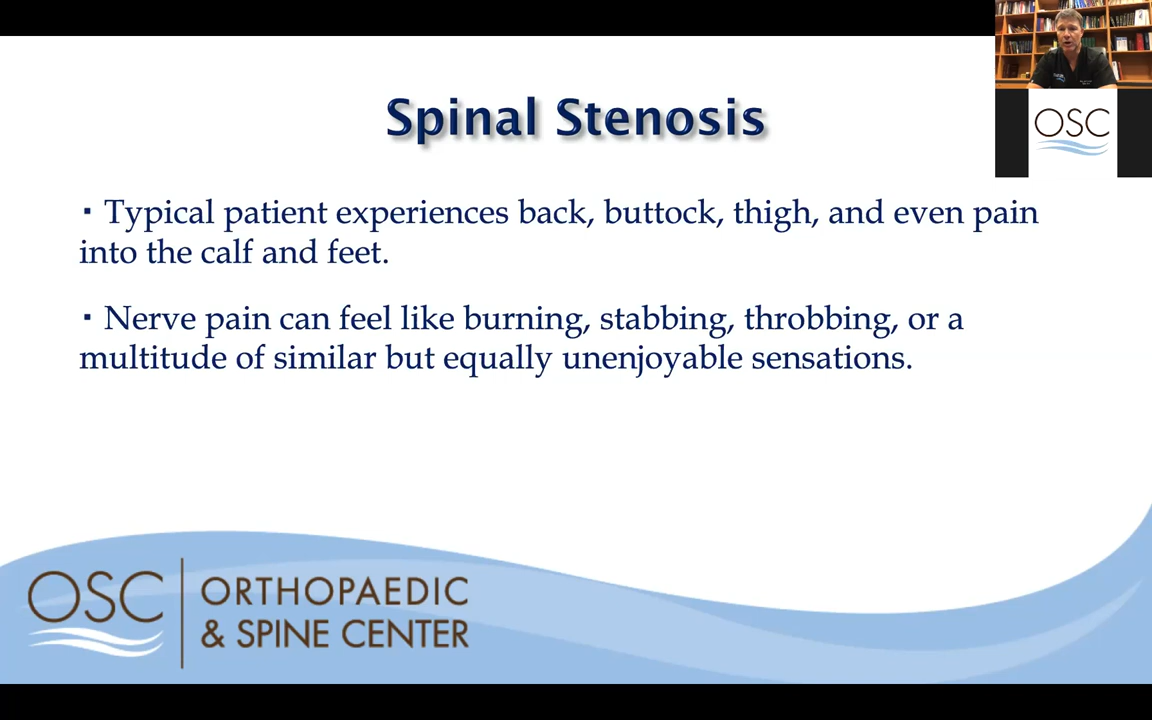 Spinal Stenosis
OSC
▪ Typical patient experiences back, buttock, thigh, and even pain
into the calf and feet.
▪ Nerve pain can feel like burning, stabbing, throbbing, or a
multitude of similar but equally unenjoyable sensations.
OSC
ORTHOPAEDIC
& SPINE CENTER